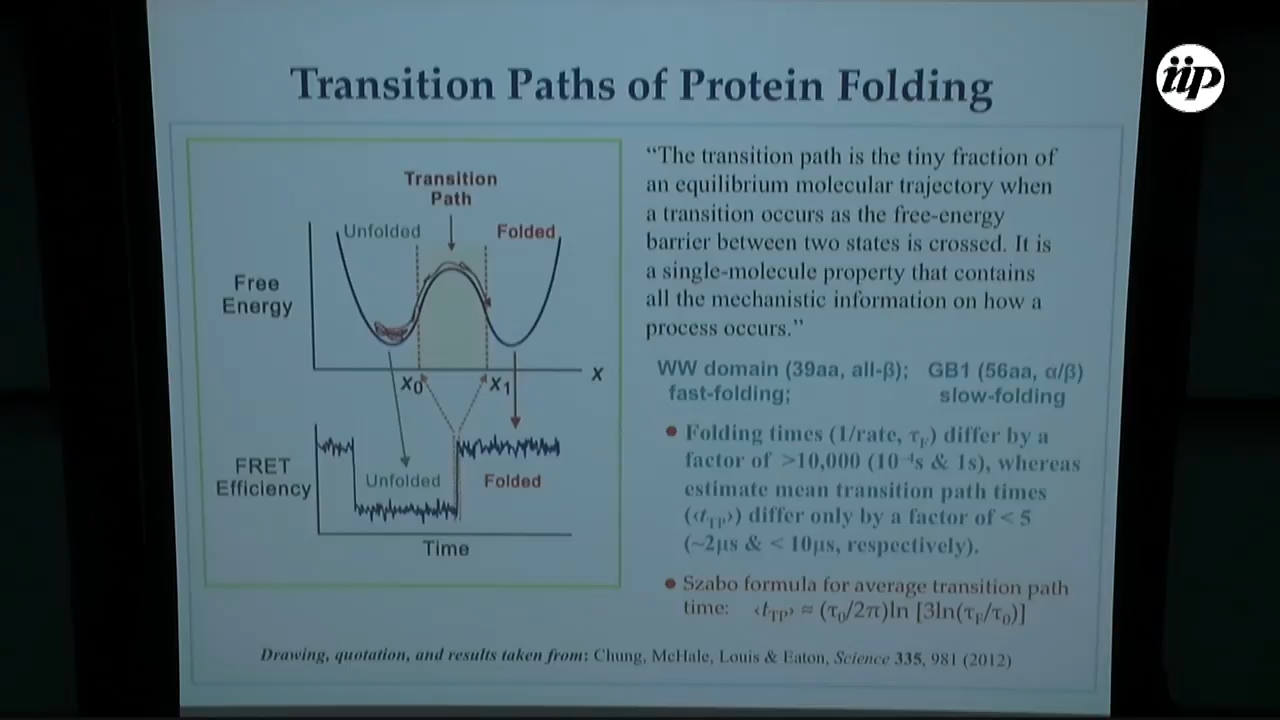 iip
Transition Paths of Protein Folding
Transition
Path
Unfolded
Folded
Free
Energy
x0
x1
x
FRET
Efficiency
Unfolded
Folded
Time
“The transition path is the tiny fraction of
an equilibrium molecular trajectory when
a transition occurs as the free-energy
barrier between two states is crossed. It is
a single-molecule property that contains
all the mechanistic information on how a
process occurs.”
WW domain (39aa, all-β); GB1 (56aa, α/β)
fast-folding; slow-folding
• Folding times (1/rate, τF) differ by a
factor of >10,000 (10⁻⁴s & 1s), whereas
estimate mean transition path times
(‹tTP›) differ only by a factor of < 5
(~2μs & < 10μs, respectively).
• Szabo formula for average transition path
time: ‹tTP› ≈ (τ0/2π)ln [3ln(τF/τ0)]
Drawing, quotation, and results taken from: Chung, McHale, Louis & Eaton, Science 335, 981 (2012)